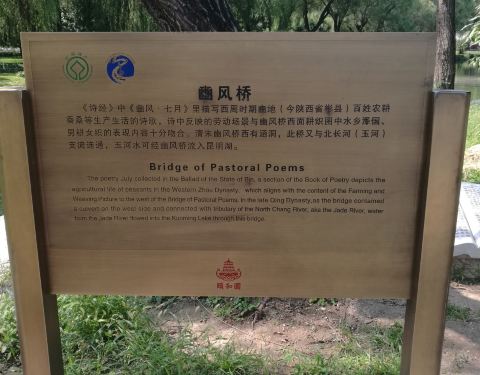 豳风桥
《诗经》中《豳风·七月》里描写西周时期豳地（今陕西省彬县）百姓农耕
蚕桑等生产生活的诗歌，诗中反映的劳动场景与豳风桥西面耕织图中水乡泽国、
男耕女织的表现内容十分吻合。清末豳风桥西有涵洞，此桥又与北长河（玉河）
支流连通，玉河水可经豳风桥流入昆明湖。
Bridge of Pastoral Poems
The poetry July collected in the Ballad of the State of Bin, a section of the Book of Poetry depicts the
agricultural life of peasants in the Western Zhou Dynasty, which aligns with the content of the Farming and
Weaving Picture to the west of the Bridge of Pastoral Poems. In the late Qing Dynasty, as the bridge contained
a culvert on the west side and connected with tributary of the North Chang River, aka the Jade River, water
from the Jade River flowed into the Kunming Lake through this bridge.
頤和園